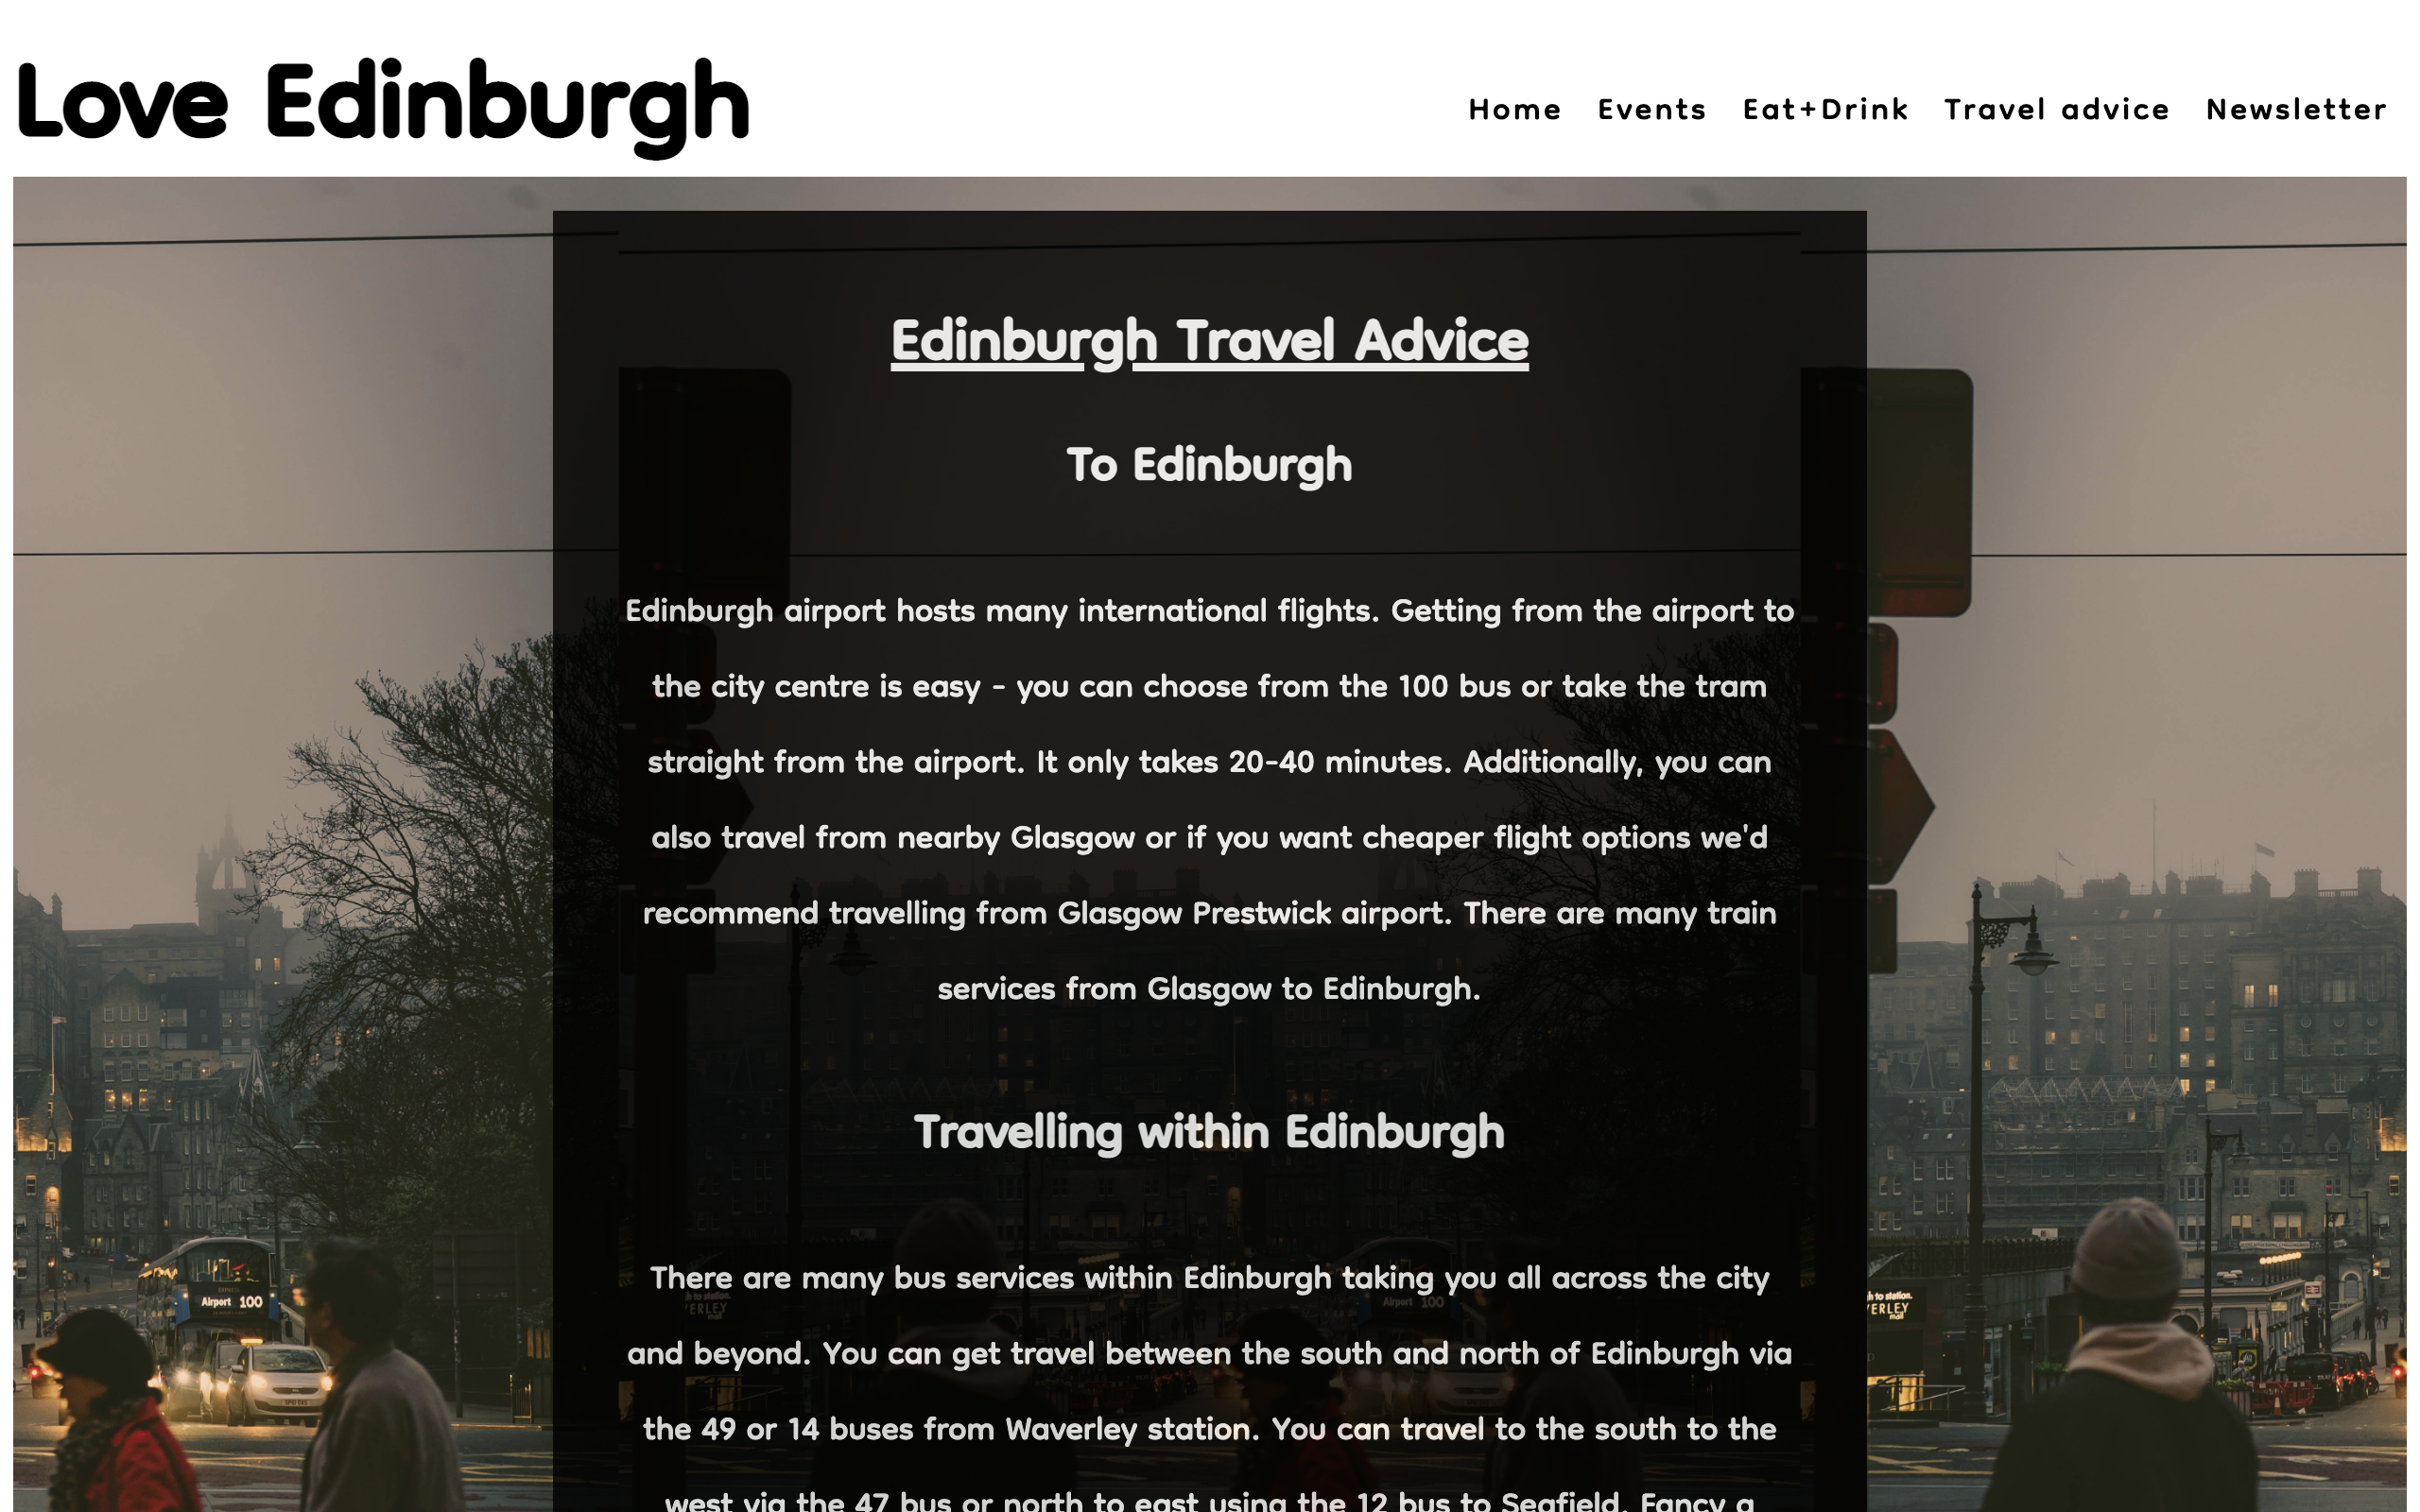 Love Edinburgh
Home Events Eat+Drink Travel advice Newsletter
Edinburgh Travel Advice
To Edinburgh
Edinburgh airport hosts many international flights. Getting from the airport to
the city centre is easy - you can choose from the 100 bus or take the tram
straight from the airport. It only takes 20-40 minutes. Additionally, you can
also travel from nearby Glasgow or if you want cheaper flight options we'd
recommend travelling from Glasgow Prestwick airport. There are many train
services from Glasgow to Edinburgh.
Travelling within Edinburgh
There are many bus services within Edinburgh taking you all across the city
and beyond. You can get travel between the south and north of Edinburgh via
the 49 or 14 buses from Waverley station. You can travel to the south to the
west via the 47 bus or north to east using the 12 bus to Seafield. Fancy a
Airport 100
h to station.
VERLEY
mall